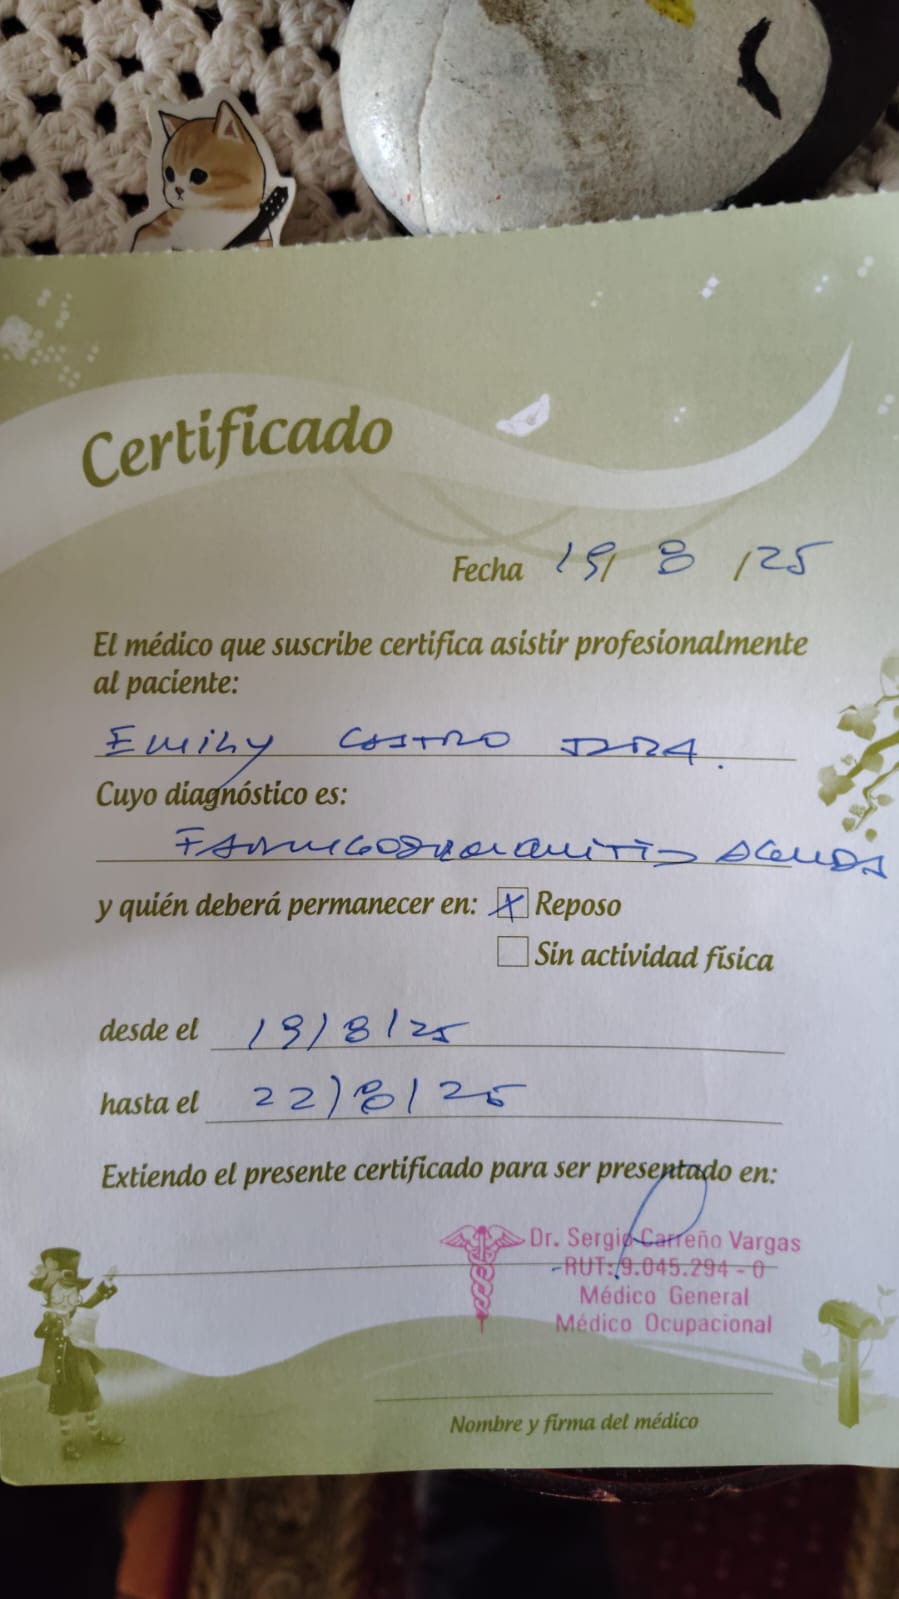 Certificado
Fecha 19/ 8 /25
El médico que suscribe certifica asistir profesionalmente
al paciente:
Emily Castro
Cuyo diagnóstico es:
Aguda
y quién deberá permanecer en: X Reposo
Sin actividad física
desde el 19/8/25
hasta el 22/8/25
Extiendo el presente certificado para ser presentado en:
Dr. Sergio Carreño Vargas
RUT: 9.045.294 - 0
Médico General
Médico Ocupacional
Nombre y firma del médico